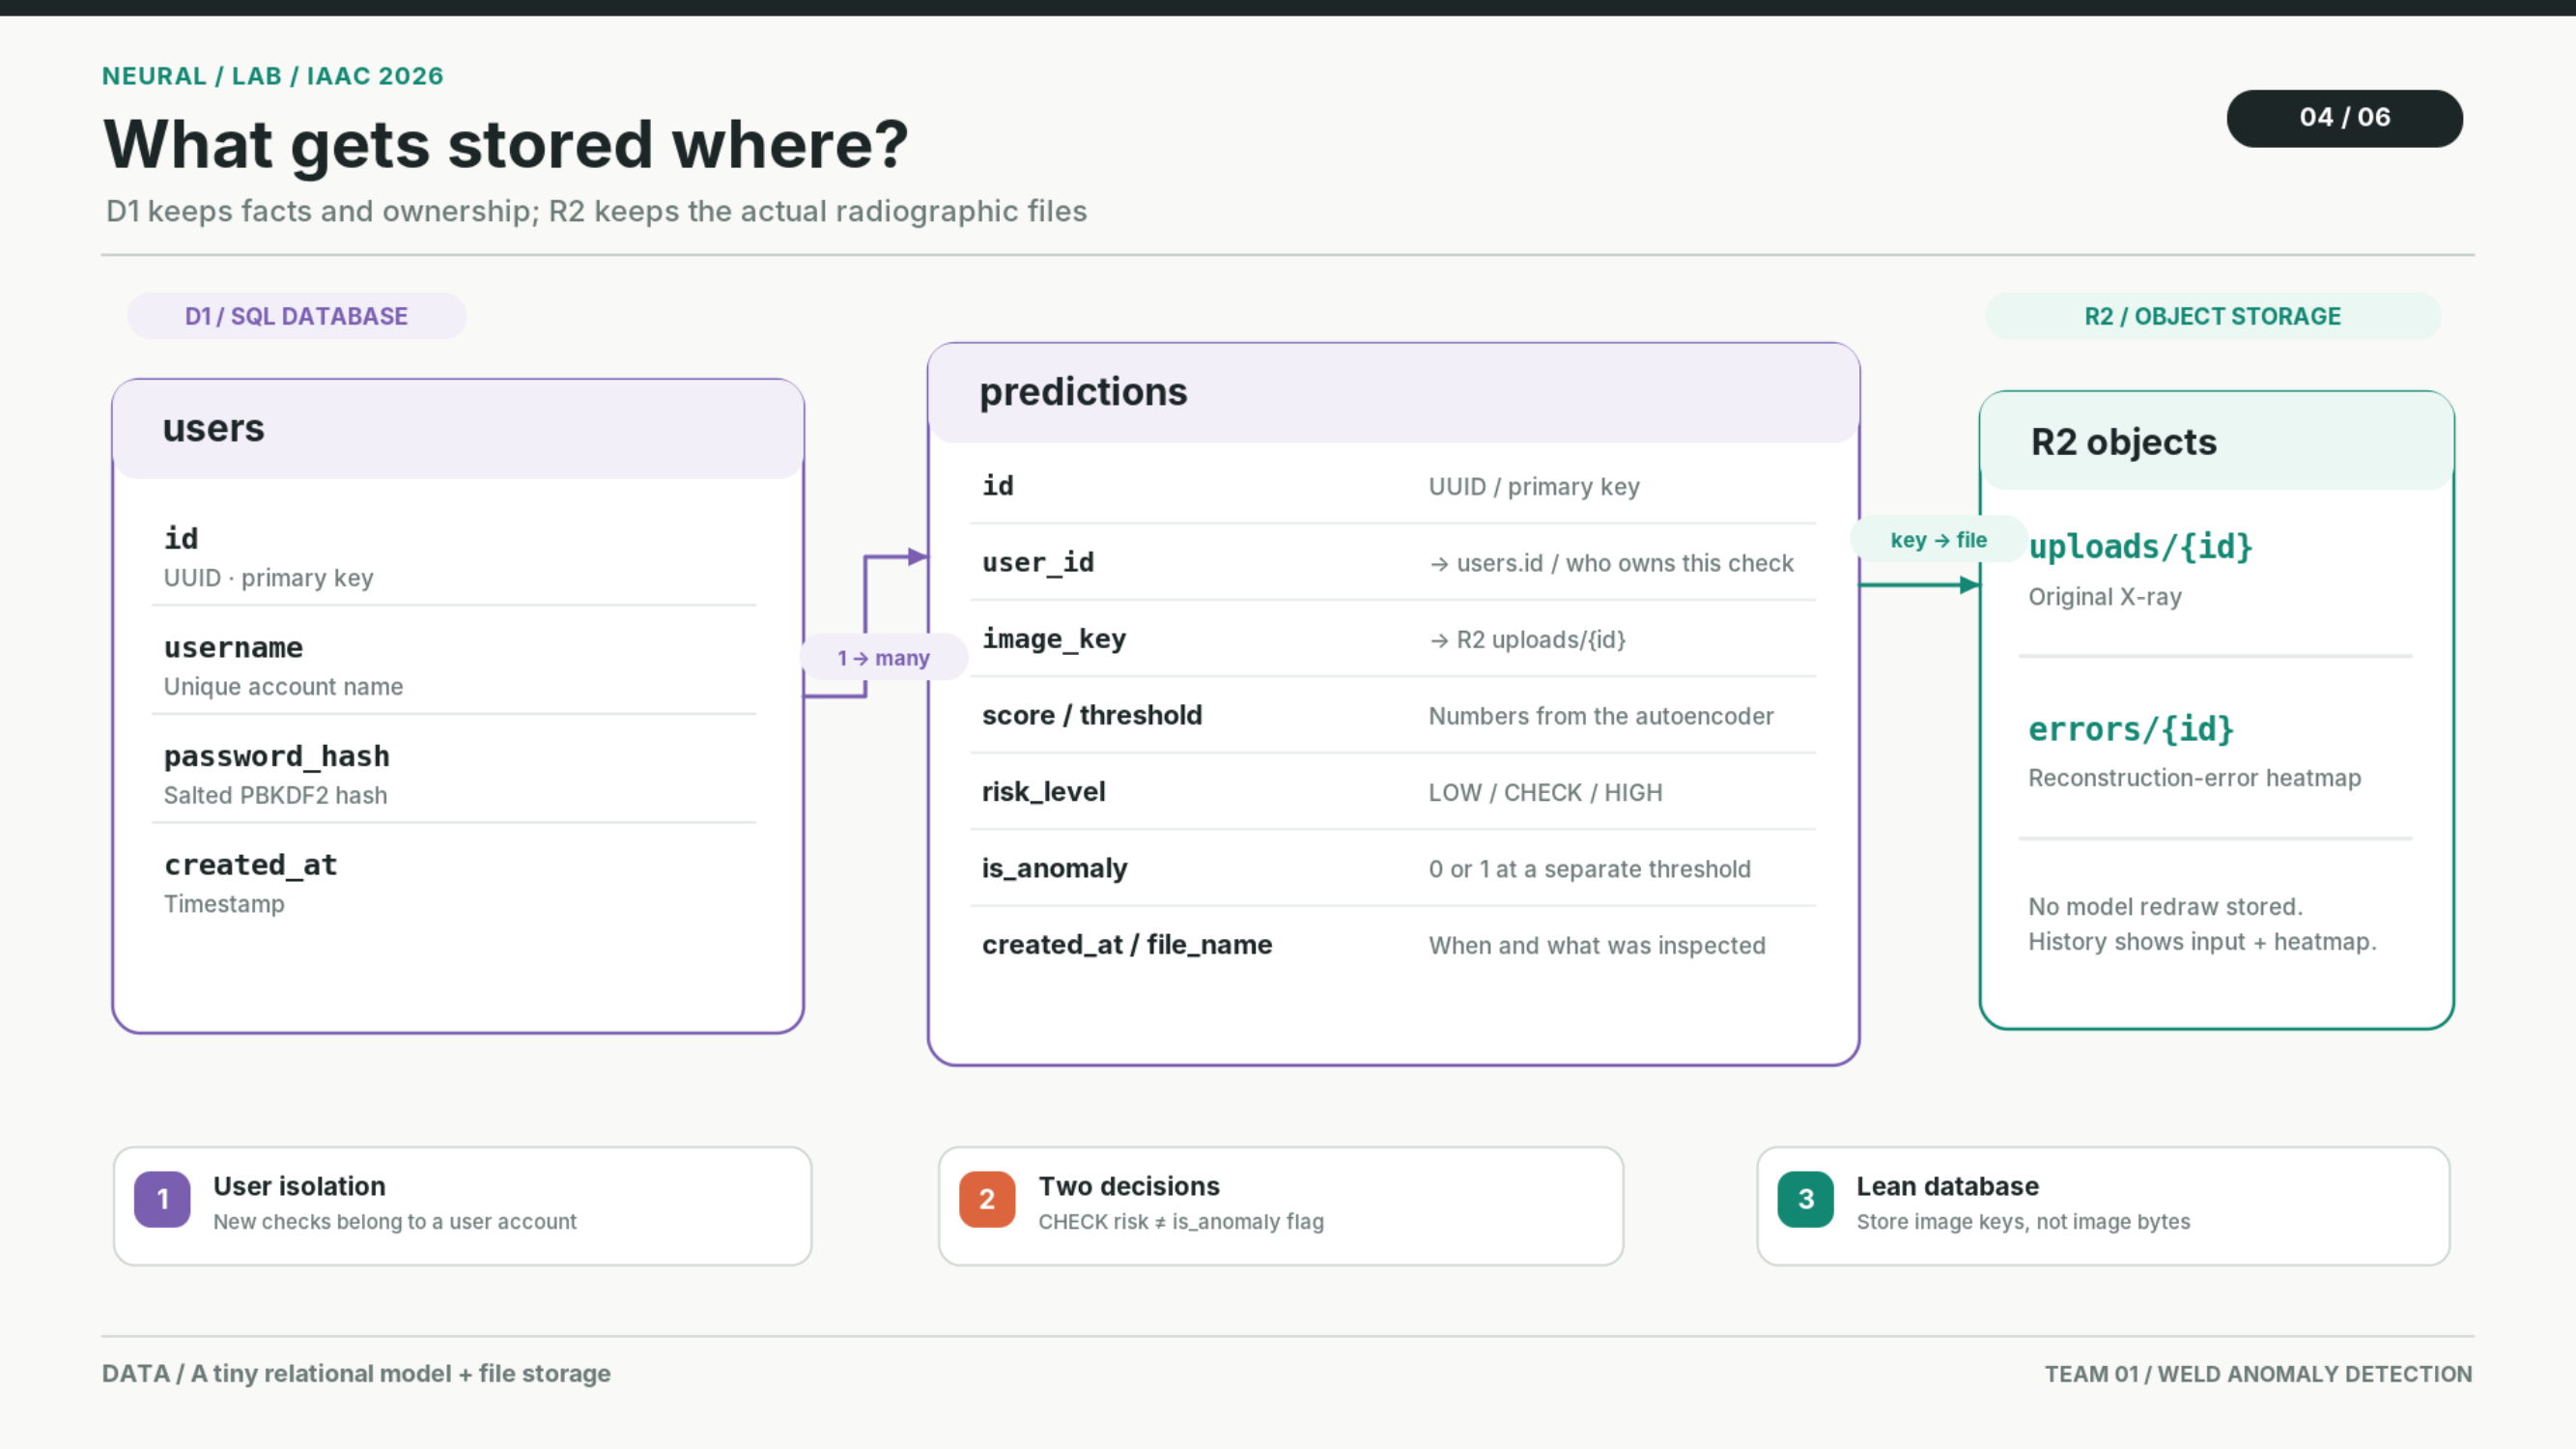 NEURAL / LAB / IAAC 2026
What gets stored where?
D1 keeps facts and ownership; R2 keeps the actual radiographic files
04 / 06
D1 / SQL DATABASE
users
id
UUID · primary key
username
Unique account name
password_hash
Salted PBKDF2 hash
created_at
Timestamp
1 → many
predictions
id UUID / primary key
user_id → users.id / who owns this check
image_key → R2 uploads/{id}
score / threshold Numbers from the autoencoder
risk_level LOW / CHECK / HIGH
is_anomaly 0 or 1 at a separate threshold
created_at / file_name When and what was inspected
key → file
R2 / OBJECT STORAGE
R2 objects
uploads/{id}
Original X-ray
errors/{id}
Reconstruction-error heatmap
No model redraw stored.
History shows input + heatmap.
1
User isolation
New checks belong to a user account
2
Two decisions
CHECK risk ≠ is_anomaly flag
3
Lean database
Store image keys, not image bytes
DATA / A tiny relational model + file storage
TEAM 01 / WELD ANOMALY DETECTION